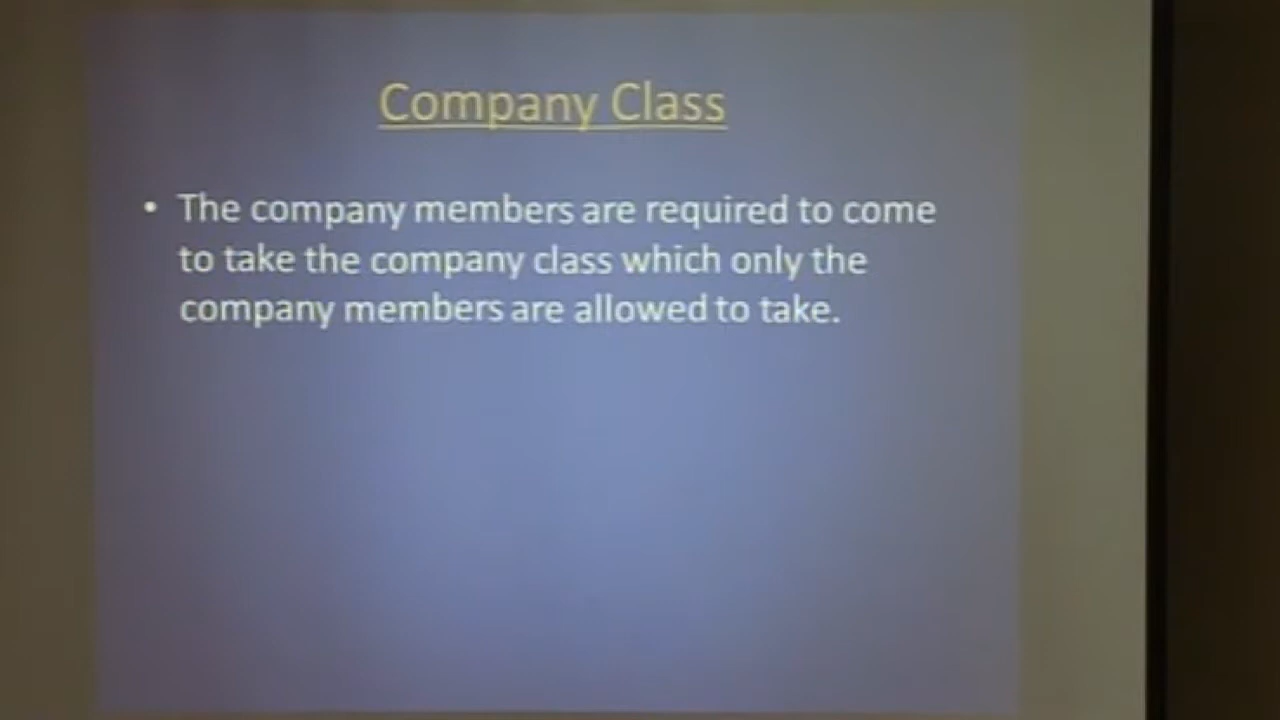 Company Class
• The company members are required to come
to take the company class which only the
company members are allowed to take.